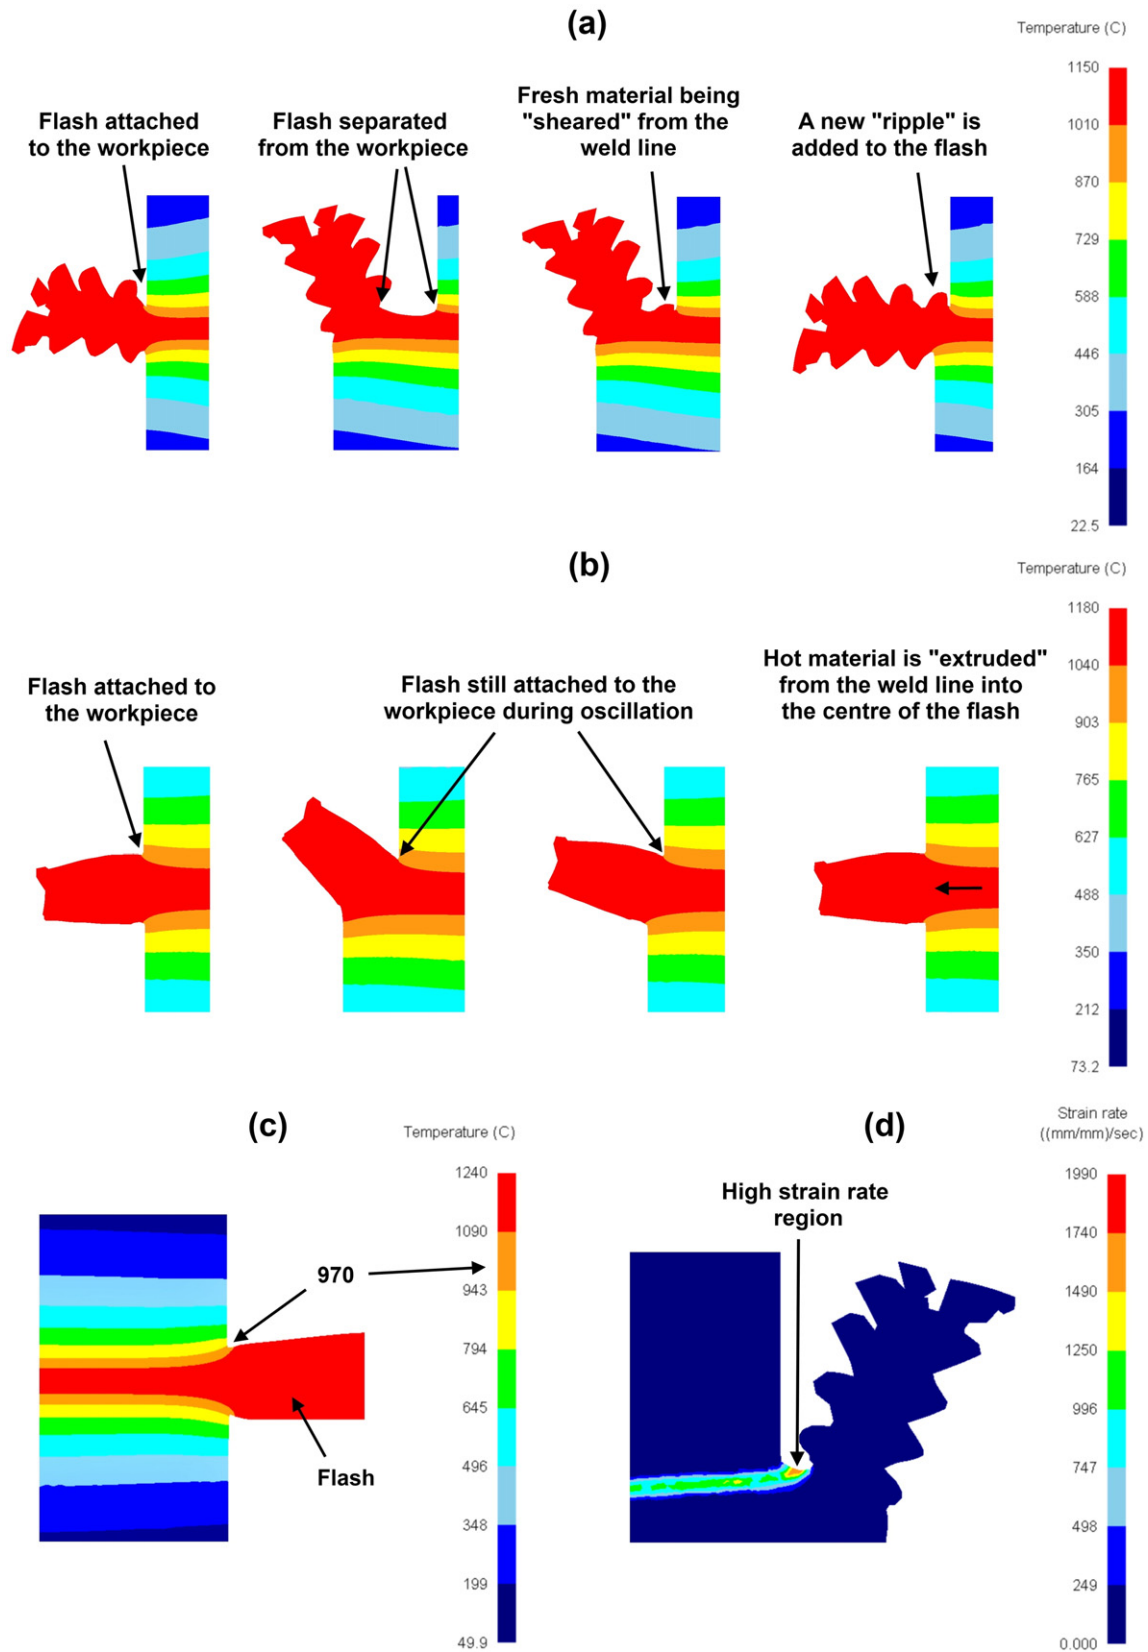 (a)
Temperature (C)
Flash attached
to the workpiece
Flash separated
from the workpiece
Fresh material being
"sheared" from the
weld line
A new "ripple" is
added to the flash
1150
1010
870
729
588
446
305
164
22.5
(b)
Temperature (C)
Flash attached to
the workpiece
Flash still attached to the
workpiece during oscillation
Hot material is "extruded"
from the weld line into
the centre of the flash
1180
1040
903
765
627
488
350
212
73.2
(c)
Temperature (C)
970
Flash
1240
1090
943
794
645
496
348
199
49.9
(d)
Strain rate
((mm/mm)/sec)
High strain rate
region
1990
1740
1490
1250
996
747
498
249
0.000